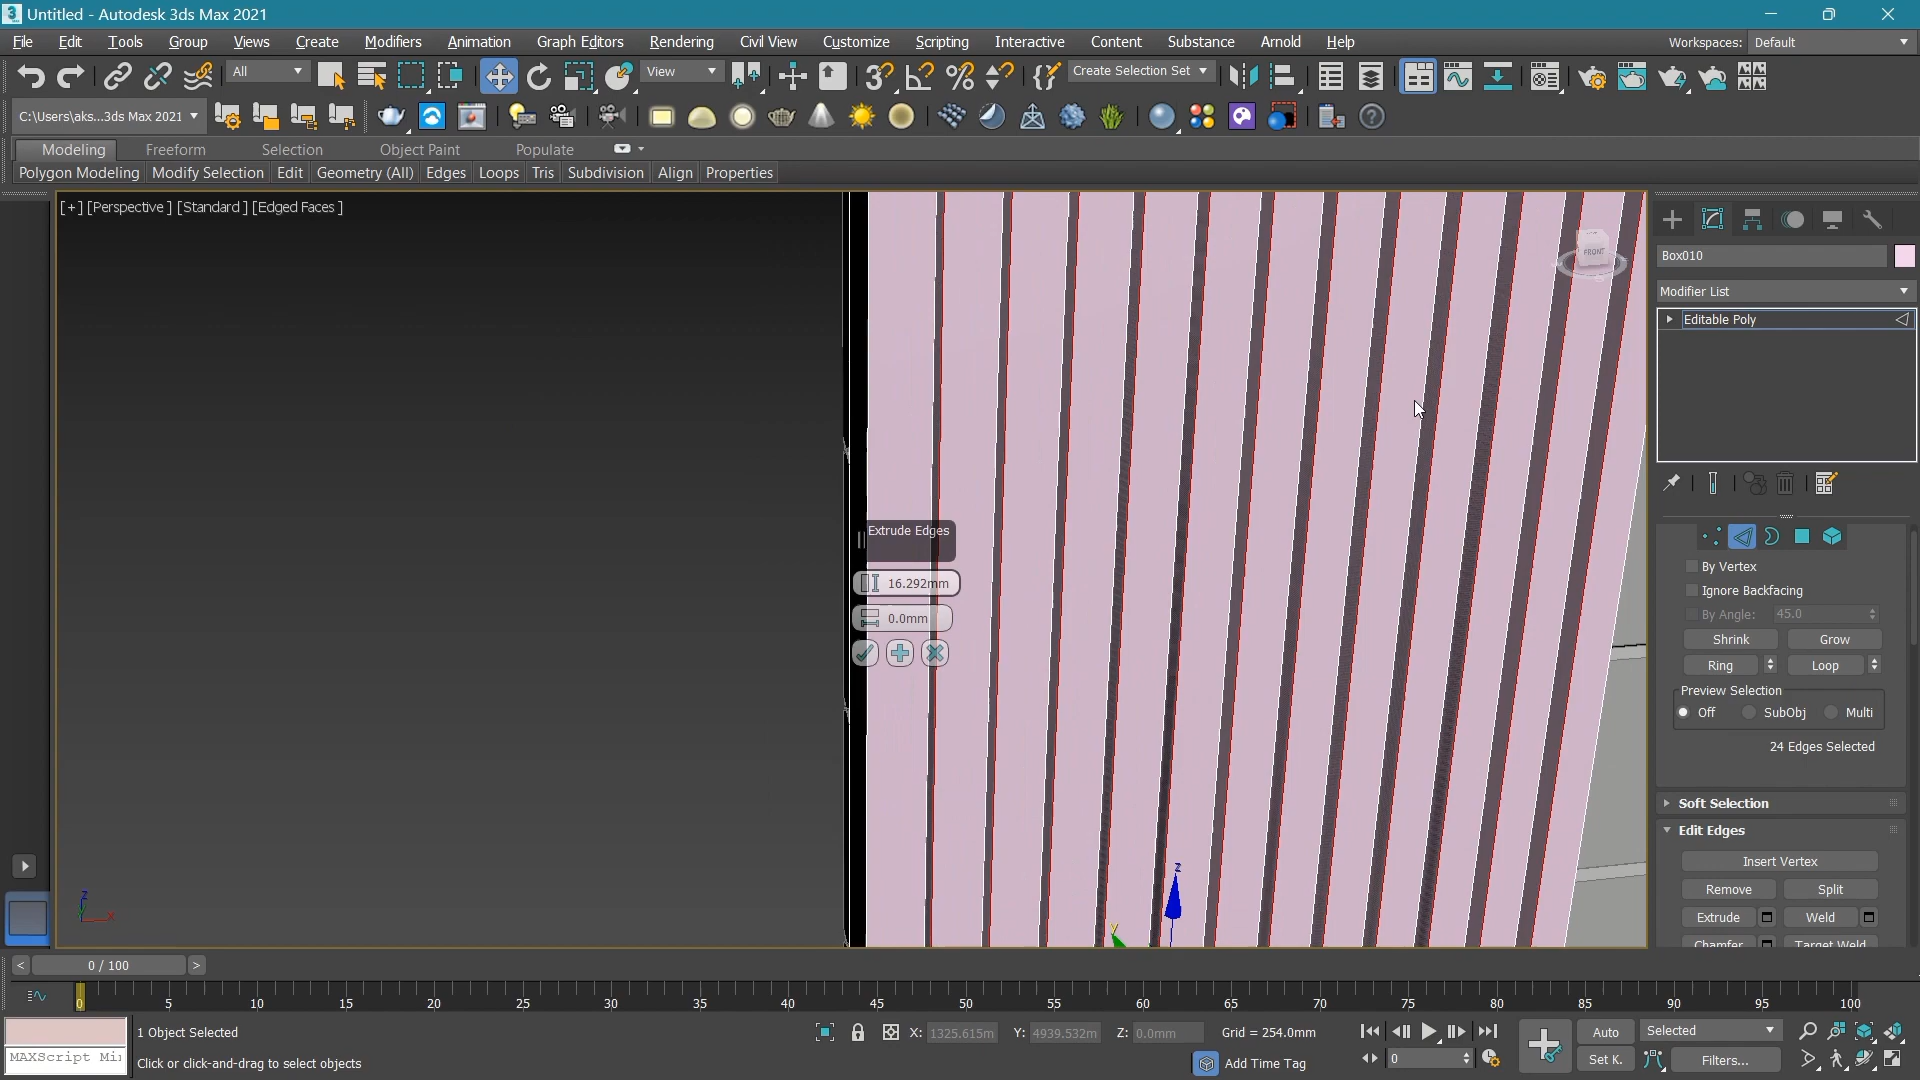 Untitled - Autodesk 3ds Max 2021
File Edit Tools Group Views Create Modifiers Animation Graph Editors Rendering Civil View Customize Scripting Interactive Content Substance Arnold Help
Workspaces: Default
All
View
Create Selection Set
C:\Users\aks...3ds Max 2021
Modeling Freeform Selection Object Paint Populate
Polygon Modeling Modify Selection Edit Geometry (All) Edges Loops Tris Subdivision Align Properties
[+] [Perspective ] [Standard ] [Edged Faces ]
FRONT
Box010
Modifier List
Editable Poly
Extrude Edges
16.292mm
0.0mm
By Vertex
Ignore Backfacing
By Angle: 45.0
Shrink Grow
Ring Loop
Preview Selection
Off SubObj Multi
24 Edges Selected
Soft Selection
Edit Edges
Insert Vertex
Remove Split
Extrude Weld
Chamfer Target Weld
z
y
z
x
< 0 / 100 >
0 5 10 15 20 25 30 35 40 45 50 55 60 65 70 75 80 85 90 95 100
1 Object Selected
X: 1325.615m Y: 4939.532m Z: 0.0mm Grid = 254.0mm
Auto Selected
MAXScript Mi
Click or click-and-drag to select objects
Add Time Tag
0
Set K. Filters...